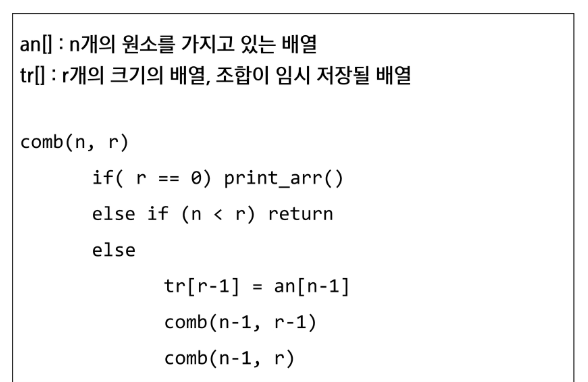 an[] : n개의 원소를 가지고 있는 배열
tr[] : r개의 크기의 배열, 조합이 임시 저장될 배열
comb(n, r)
if( r == 0) print_arr()
else if (n < r) return
else
tr[r-1] = an[n-1]
comb(n-1, r-1)
comb(n-1, r)